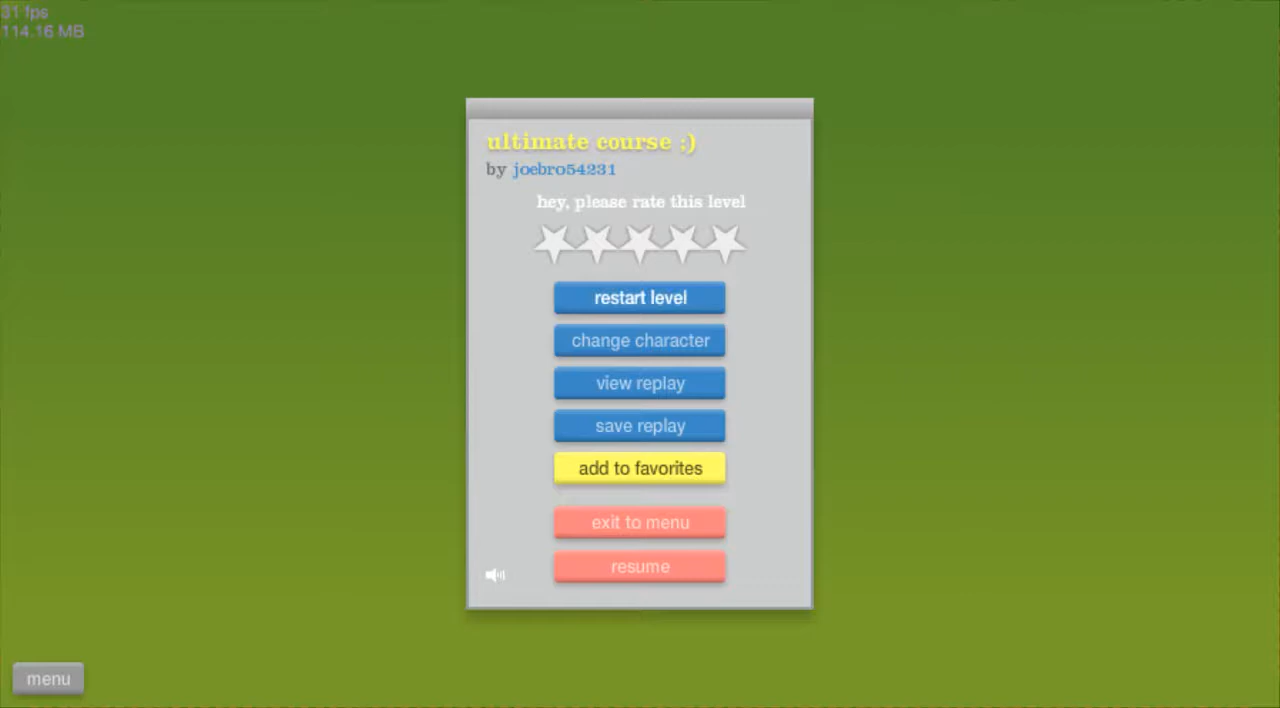 31 fps
114.16 MB
ultimate course ;)
by joebro54231
hey, please rate this level
restart level
change character
view replay
save replay
add to favorites
exit to menu
resume
menu